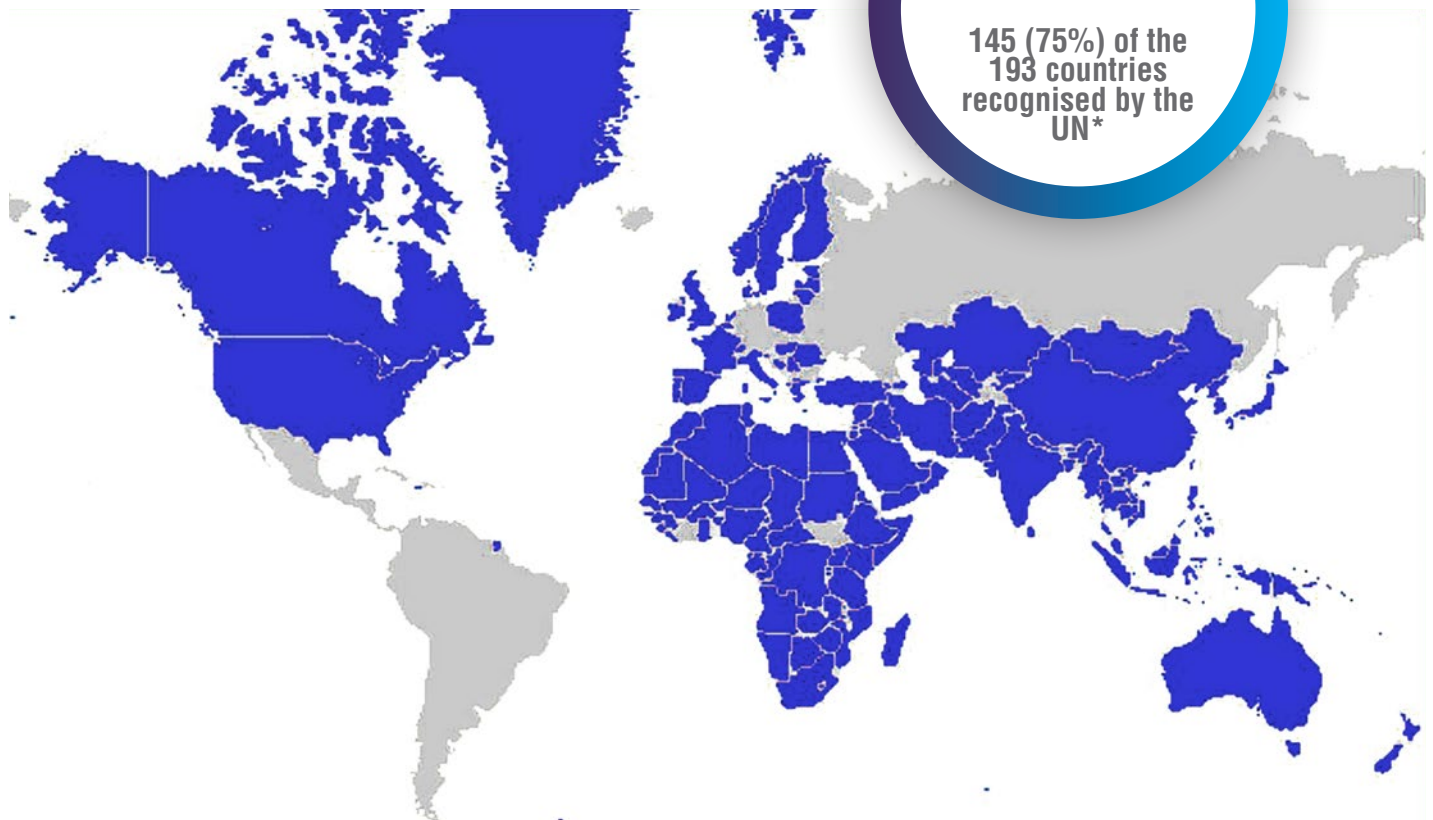 145 (75%) of the
193 countries
recognised by the
UN*